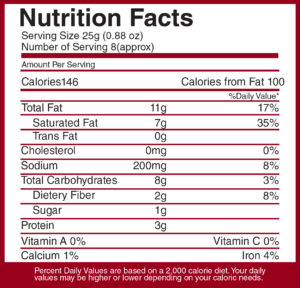 Nutrition Facts
Serving Size 25g (0.88 oz)
Number of Serving 8(approx)
Amount Per Serving
Calories146 Calories from Fat 100
%Daily Value*
Total Fat 11g 17%
Saturated Fat 7g 35%
Trans Fat 0g
Cholesterol 0mg 0%
Sodium 200mg 8%
Total Carbohydrates 8g 3%
Dietery Fiber 2g 8%
Sugar 1g
Protein 3g
Vitamin A 0% Vitamin C 0%
Calcium 1% Iron 4%
Percent Daily Values are based on a 2,000 calorie diet. Your daily
values may be higher or lower depending on your caloric needs.